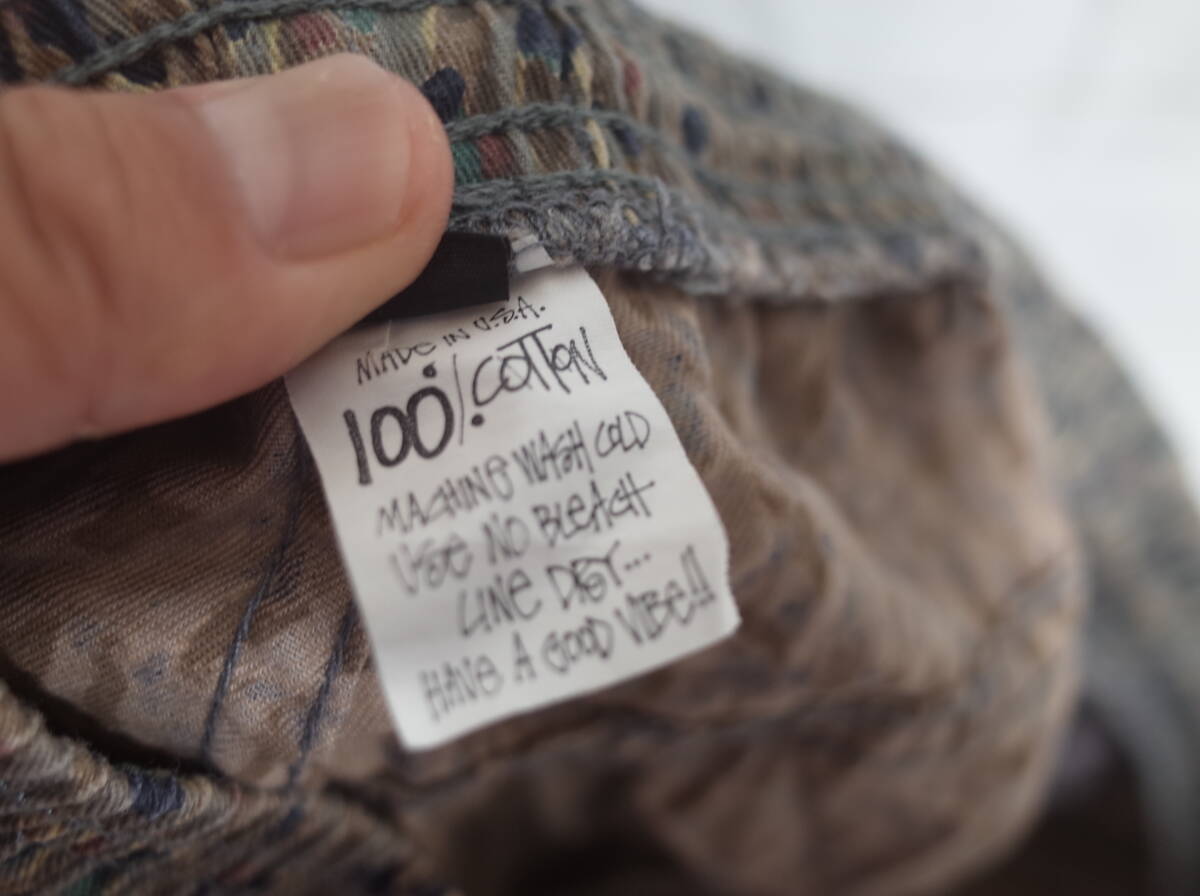 MADE IN U.S.A.
100% COTTON
MACHINE WASH COLD
USE NO BLEACH
LINE DRY...
HAVE A GOOD VIBE!!